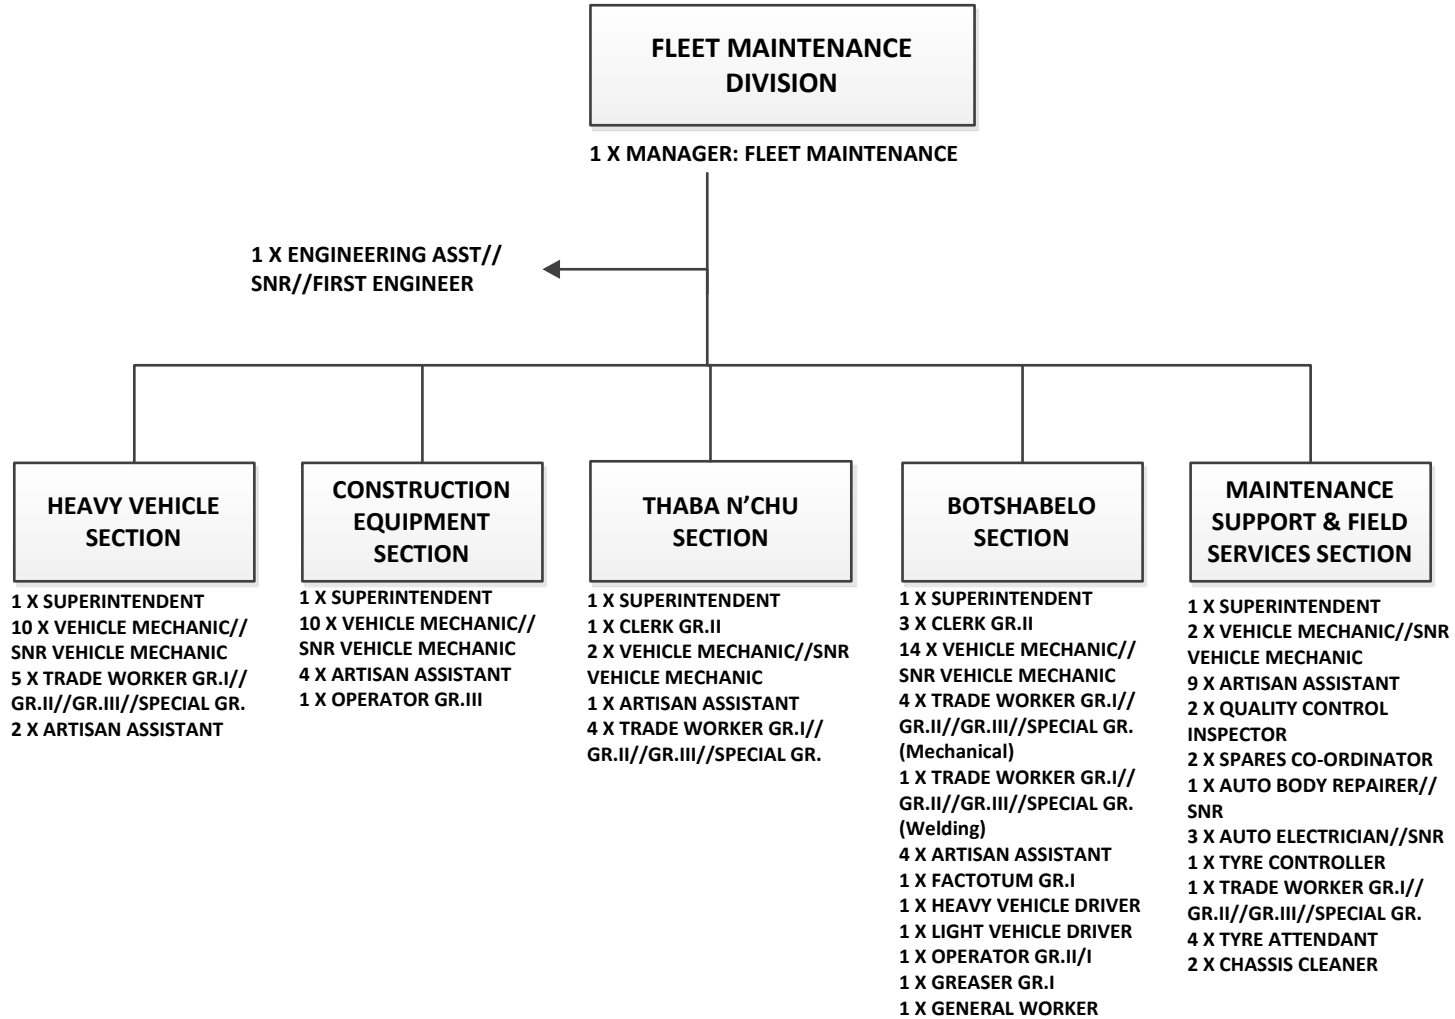 FLEET MAINTENANCE
DIVISION
1 X MANAGER: FLEET MAINTENANCE
1 X ENGINEERING ASST//
SNR//FIRST ENGINEER
HEAVY VEHICLE
SECTION
1 X SUPERINTENDENT
10 X VEHICLE MECHANIC//
SNR VEHICLE MECHANIC
5 X TRADE WORKER GR.I//
GR.II//GR.III//SPECIAL GR.
2 X ARTISAN ASSISTANT
CONSTRUCTION
EQUIPMENT
SECTION
1 X SUPERINTENDENT
10 X VEHICLE MECHANIC//
SNR VEHICLE MECHANIC
4 X ARTISAN ASSISTANT
1 X OPERATOR GR.III
THABA N’CHU
SECTION
1 X SUPERINTENDENT
1 X CLERK GR.II
2 X VEHICLE MECHANIC//SNR
VEHICLE MECHANIC
1 X ARTISAN ASSISTANT
4 X TRADE WORKER GR.I//
GR.II//GR.III//SPECIAL GR.
BOTSHABELO
SECTION
1 X SUPERINTENDENT
3 X CLERK GR.II
14 X VEHICLE MECHANIC//
SNR VEHICLE MECHANIC
4 X TRADE WORKER GR.I//
GR.II//GR.III//SPECIAL GR.
(Mechanical)
1 X TRADE WORKER GR.I//
GR.II//GR.III//SPECIAL GR.
(Welding)
4 X ARTISAN ASSISTANT
1 X FACTOTUM GR.I
1 X HEAVY VEHICLE DRIVER
1 X LIGHT VEHICLE DRIVER
1 X OPERATOR GR.II/I
1 X GREASER GR.I
1 X GENERAL WORKER
MAINTENANCE
SUPPORT & FIELD
SERVICES SECTION
1 X SUPERINTENDENT
2 X VEHICLE MECHANIC//SNR
VEHICLE MECHANIC
9 X ARTISAN ASSISTANT
2 X QUALITY CONTROL
INSPECTOR
2 X SPARES CO-ORDINATOR
1 X AUTO BODY REPAIRER//
SNR
3 X AUTO ELECTRICIAN//SNR
1 X TYRE CONTROLLER
1 X TRADE WORKER GR.I//
GR.II//GR.III//SPECIAL GR.
4 X TYRE ATTENDANT
2 X CHASSIS CLEANER